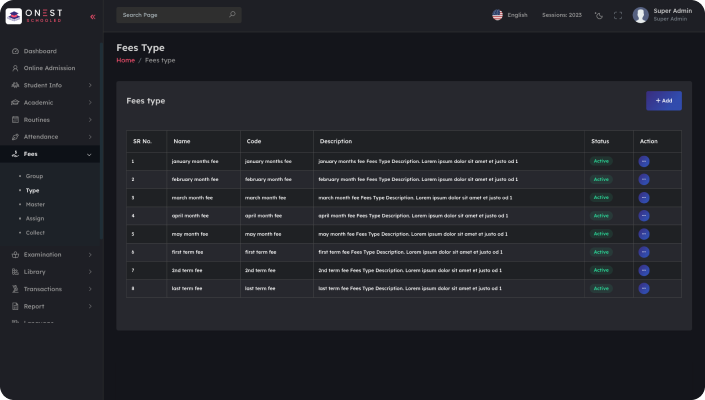 ONEST
SCHOOLED
Search Page
English
Sessions: 2023
Super Admin
Super Admin
Dashboard
Online Admission
Student Info
Academic
Routines
Attendance
Fees
Group
Type
Master
Assign
Collect
Examination
Library
Transactions
Report
Language
Fees Type
Home / Fees type
Fees type
+ Add
SR No. Name Code Description Status Action
1 january months fee january months fee january months fee Fees Type Description. Lorem ipsum dolor sit amet et justo od 1 Active
2 february month fee february month fee february month fee Fees Type Description. Lorem ipsum dolor sit amet et justo od 1 Active
3 march month fee march month fee march month fee Fees Type Description. Lorem ipsum dolor sit amet et justo od 1 Active
4 april month fee april month fee april month fee Fees Type Description. Lorem ipsum dolor sit amet et justo od 1 Active
5 may month fee may month fee may month fee Fees Type Description. Lorem ipsum dolor sit amet et justo od 1 Active
6 first term fee first term fee first term fee Fees Type Description. Lorem ipsum dolor sit amet et justo od 1 Active
7 2nd term fee 2nd term fee 2nd term fee Fees Type Description. Lorem ipsum dolor sit amet et justo od 1 Active
8 last term fee last term fee last term fee Fees Type Description. Lorem ipsum dolor sit amet et justo od 1 Active